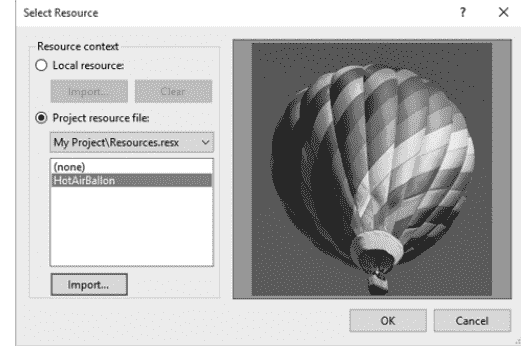 Select Resource
? ×
Resource context
Local resource:
Import... Clear
Project resource file:
My Project\Resources.resx
(none)
HotAirBallon
Import...
OK Cancel